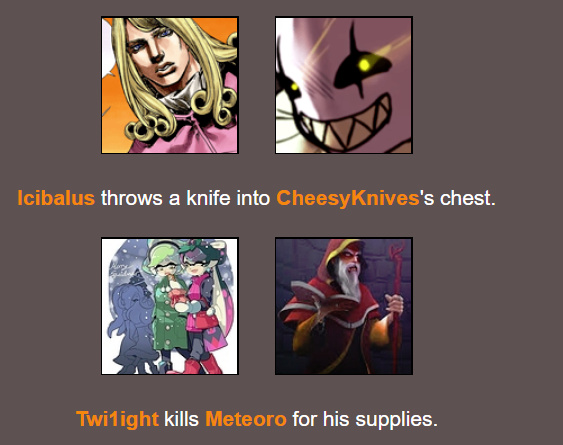 Icibalus throws a knife into CheesyKnives's chest.
Twi1ight kills Meteoro for his supplies.